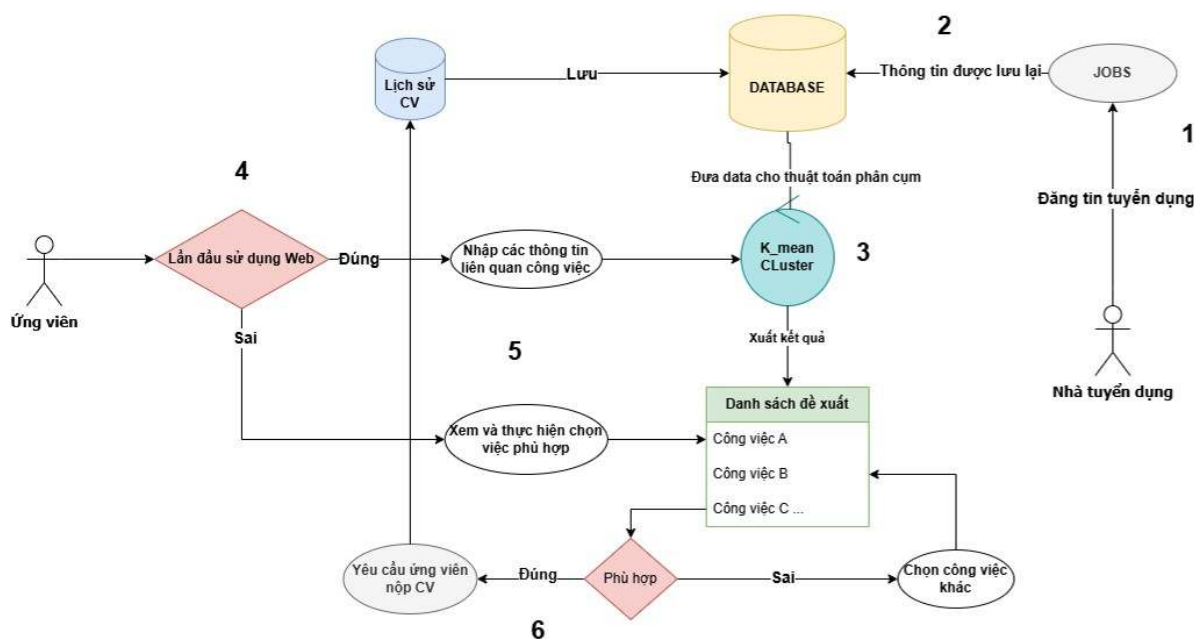 2
Lịch sử
CV
Lưu
DATABASE
Thông tin được lưu lại
JOBS
1
4
Đưa data cho thuật toán phân cụm
Đăng tin tuyển dụng
Lần đầu sử dụng Web
Đúng
Nhập các thông tin
liên quan công việc
K_mean
CLuster
3
Ứng viên
Sai
5
Xuất kết quả
Nhà tuyển dụng
Danh sách đề xuất
Xem và thực hiện chọn
việc phù hợp
Công việc A
Công việc B
Công việc C ...
Yêu cầu ứng viên
nộp CV
Đúng
Phù hợp
Sai
Chọn công việc
khác
6